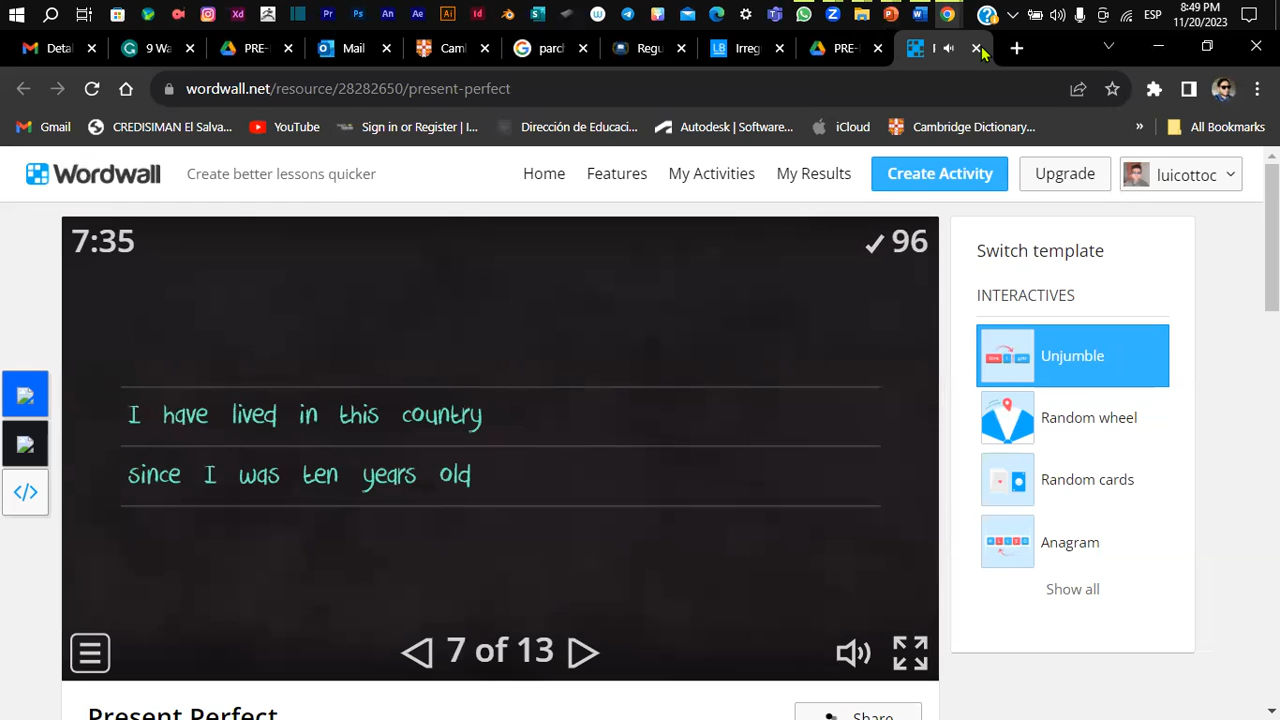 8:49 PM
ESP
11/20/2023
Detal
9 Wa
PRE-
Mail
Caml
parc
Regu
Irreg
PRE-
wordwall.net/resource/28282650/present-perfect
Gmail
CREDISIMAN El Salva...
YouTube
Sign in or Register | I...
Dirección de Educaci...
Autodesk | Software...
iCloud
Cambridge Dictionary...
»
All Bookmarks
Wordwall
Create better lessons quicker
Home
Features
My Activities
My Results
Create Activity
Upgrade
luicottoc
7:35
96
I have lived in this country
since I was ten years old
7 of 13
Switch template
INTERACTIVES
Unjumble
Random wheel
Random cards
Anagram
Show all
Present Perfect
Share